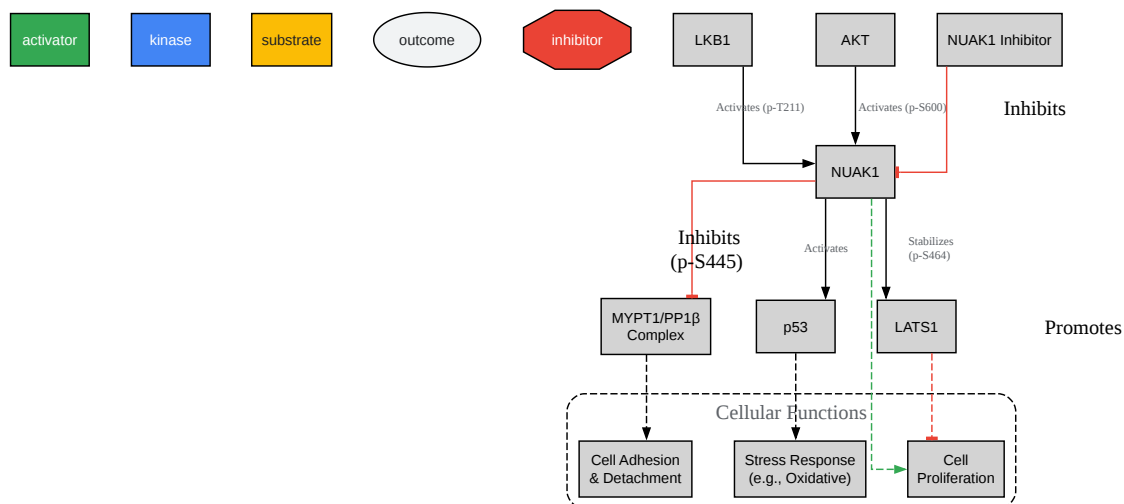 activator
kinase
substrate
outcome
inhibitor
LKB1
AKT
NUAK1 Inhibitor
Activates (p-T211)
Activates (p-S600)
Inhibits
NUAK1
Inhibits
(p-S445)
Activates
Stabilizes
(p-S464)
MYPT1/PP1β
Complex
p53
LATS1
Promotes
Cellular Functions
Cell Adhesion
& Detachment
Stress Response
(e.g., Oxidative)
Cell
Proliferation